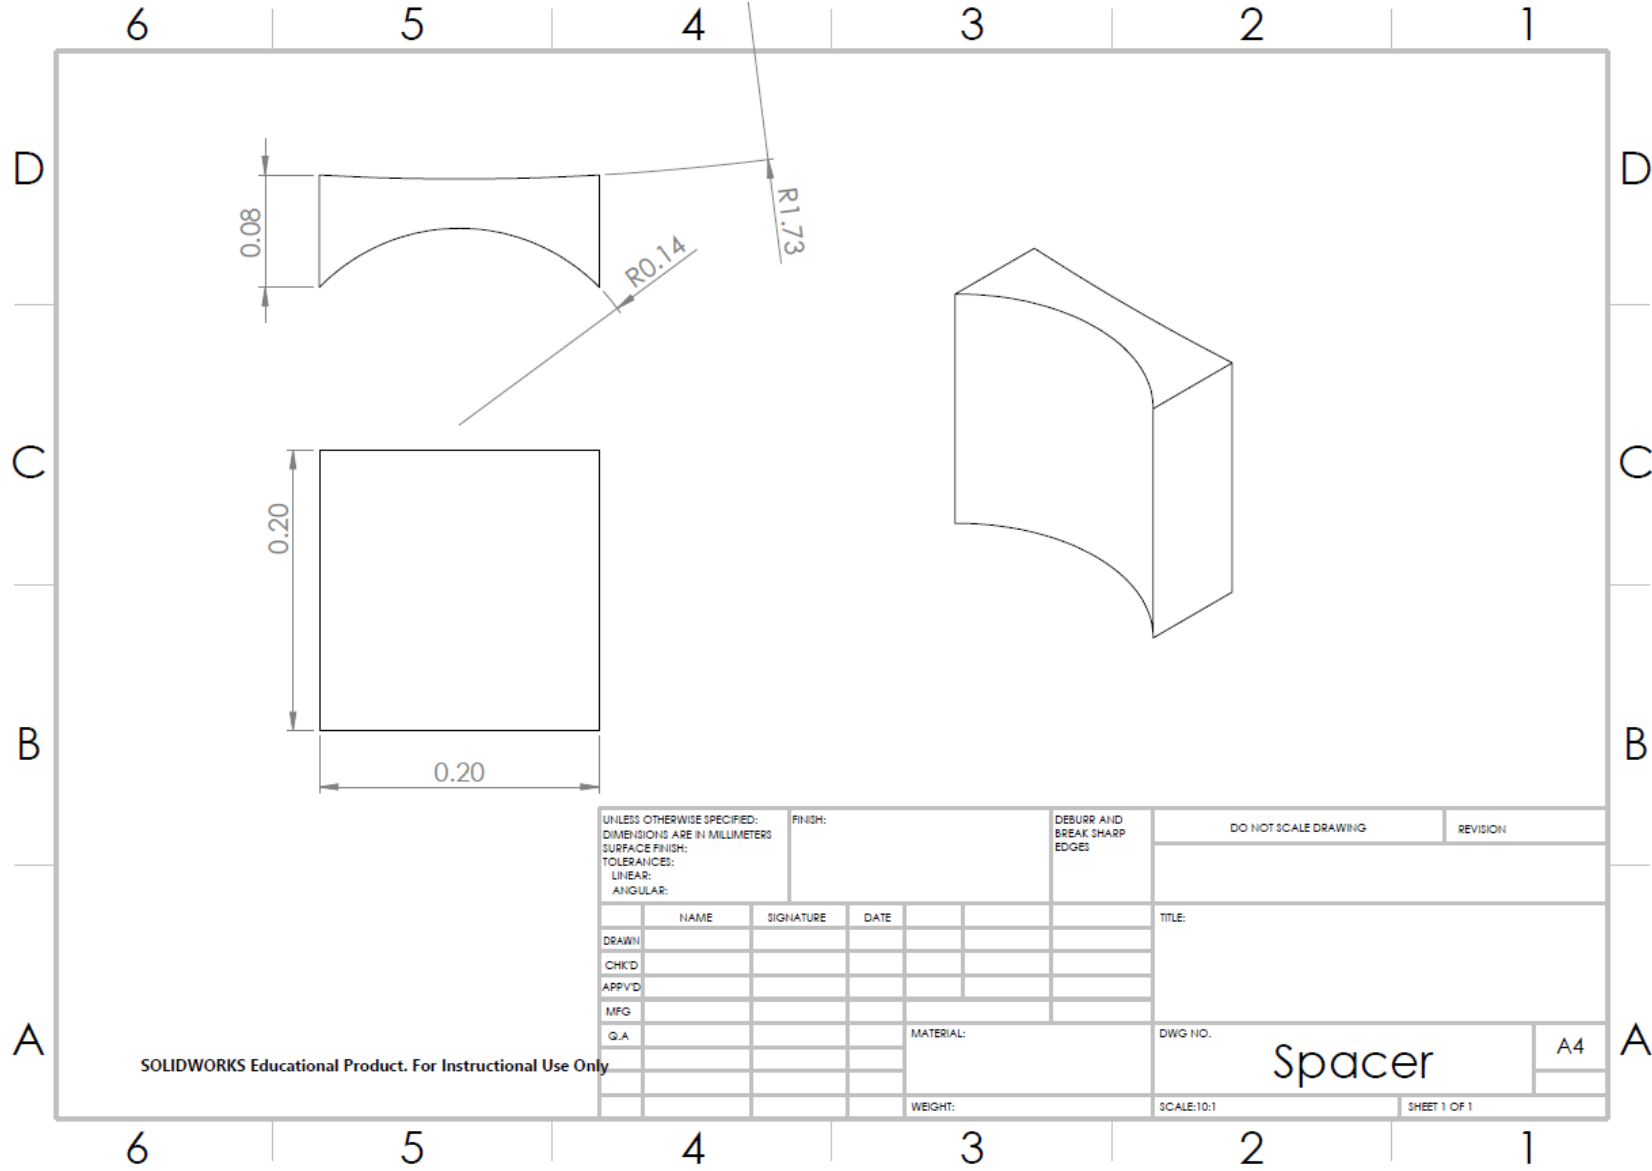 6 5 4 3 2 1
D D
0.08
R1.73
R0.14
C C
0.20
B B
0.20
UNLESS OTHERWISE SPECIFIED:
DIMENSIONS ARE IN MILLIMETERS
SURFACE FINISH:
TOLERANCES:
LINEAR:
ANGULAR:
FINISH:
DEBURR AND
BREAK SHARP
EDGES
DO NOT SCALE DRAWING
REVISION
NAME SIGNATURE DATE
TITLE:
DRAWN
CHK'D
APPV'D
MFG
Q.A
MATERIAL:
DWG NO.
Spacer
A4
A A
SOLIDWORKS Educational Product. For Instructional Use Only
WEIGHT:
SCALE:10:1
SHEET 1 OF 1
6 5 4 3 2 1